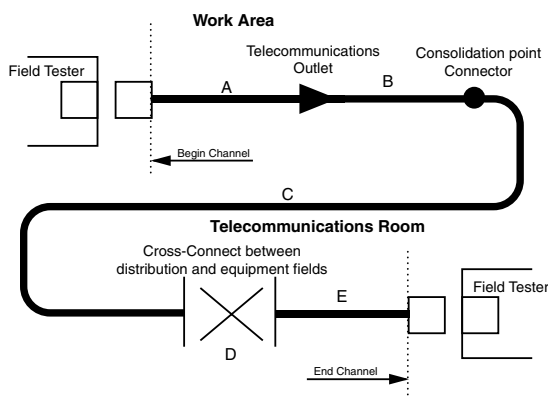 Work Area
Telecommunications
Outlet
Consolidation point
Connector
Field Tester
A
B
Begin Channel
C
Telecommunications Room
Cross-Connect between
distribution and equipment fields
E
Field Tester
D
End Channel